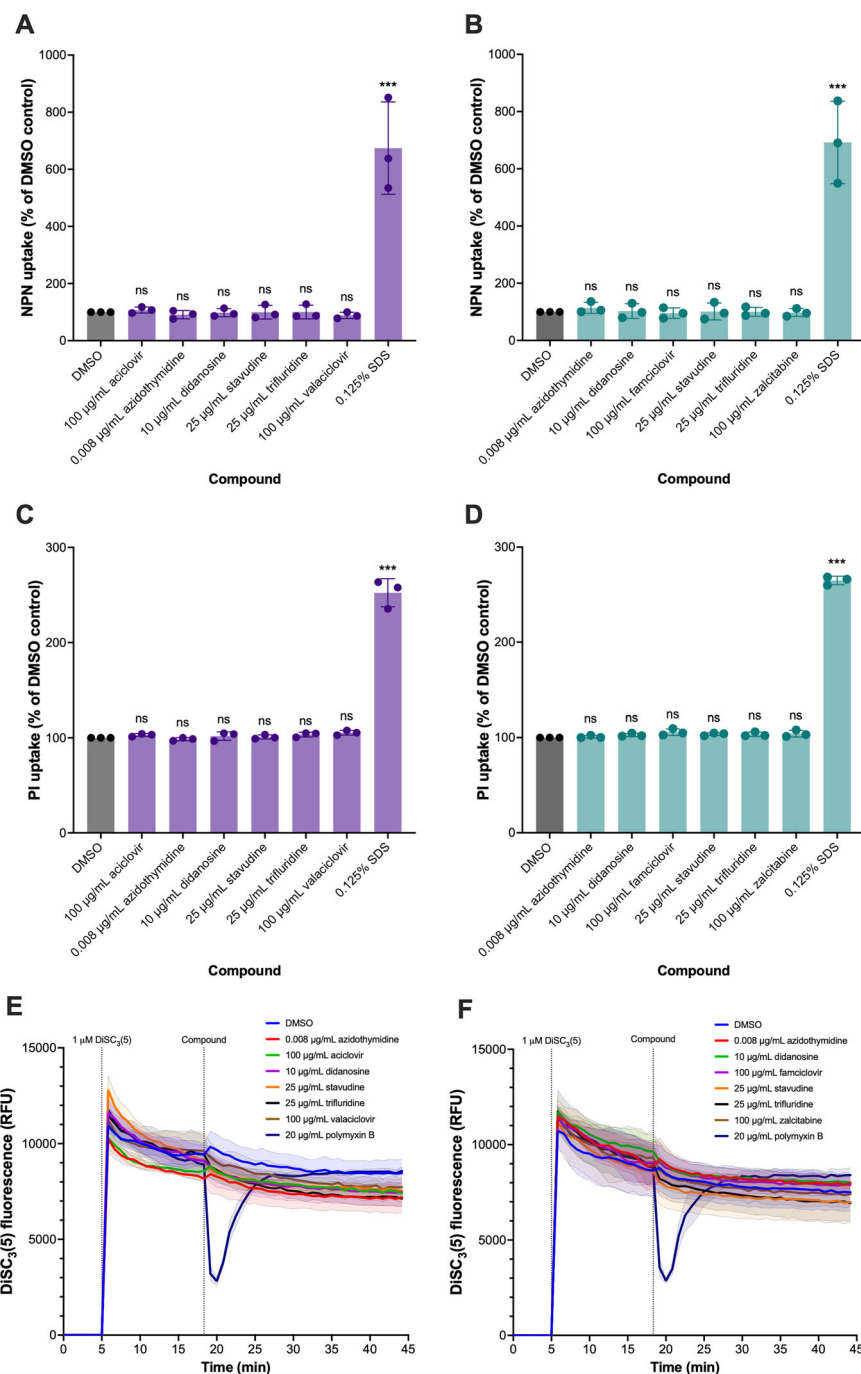 A
NPN uptake (% of DMSO control)
1000
800
600
400
200
0
ns
ns
ns
ns
ns
ns
***
DMSO
100 µg/mL aciclovir
0.008 µg/mL azidothymidine
10 µg/mL didanosine
25 µg/mL stavudine
25 µg/mL trifluridine
100 µg/mL valaciclovir
0.125% SDS
Compound
B
NPN uptake (% of DMSO control)
1000
800
600
400
200
0
ns
ns
ns
ns
ns
ns
***
DMSO
0.008 µg/mL azidothymidine
10 µg/mL didanosine
100 µg/mL famciclovir
25 µg/mL stavudine
25 µg/mL trifluridine
100 µg/mL zalcitabine
0.125% SDS
Compound
C
PI uptake (% of DMSO control)
300
200
100
0
ns
ns
ns
ns
ns
ns
***
DMSO
100 µg/mL aciclovir
0.008 µg/mL azidothymidine
10 µg/mL didanosine
25 µg/mL stavudine
25 µg/mL trifluridine
100 µg/mL valaciclovir
0.125% SDS
Compound
D
PI uptake (% of DMSO control)
300
200
100
0
ns
ns
ns
ns
ns
ns
***
DMSO
0.008 µg/mL azidothymidine
10 µg/mL didanosine
100 µg/mL famciclovir
25 µg/mL stavudine
25 µg/mL trifluridine
100 µg/mL zalcitabine
0.125% SDS
Compound
E
DMSO
0.008 µg/mL azidothymidine
100 µg/mL aciclovir
10 µg/mL didanosine
25 µg/mL stavudine
25 µg/mL trifluridine
100 µg/mL valaciclovir
20 µg/mL polymyxin B
1 µM DiSC₃(5)
Compound
DiSC₃(5) fluorescence (RFU)
15000
10000
5000
0
0 5 10 15 20 25 30 35 40 45
Time (min)
F
DMSO
0.008 µg/mL azidothymidine
10 µg/mL didanosine
100 µg/mL famciclovir
25 µg/mL stavudine
25 µg/mL trifluridine
100 µg/mL zalcitabine
20 µg/mL polymyxin B
1 µM DiSC₃(5)
Compound
DiSC₃(5) fluorescence (RFU)
15000
10000
5000
0
0 5 10 15 20 25 30 35 40 45
Time (min)